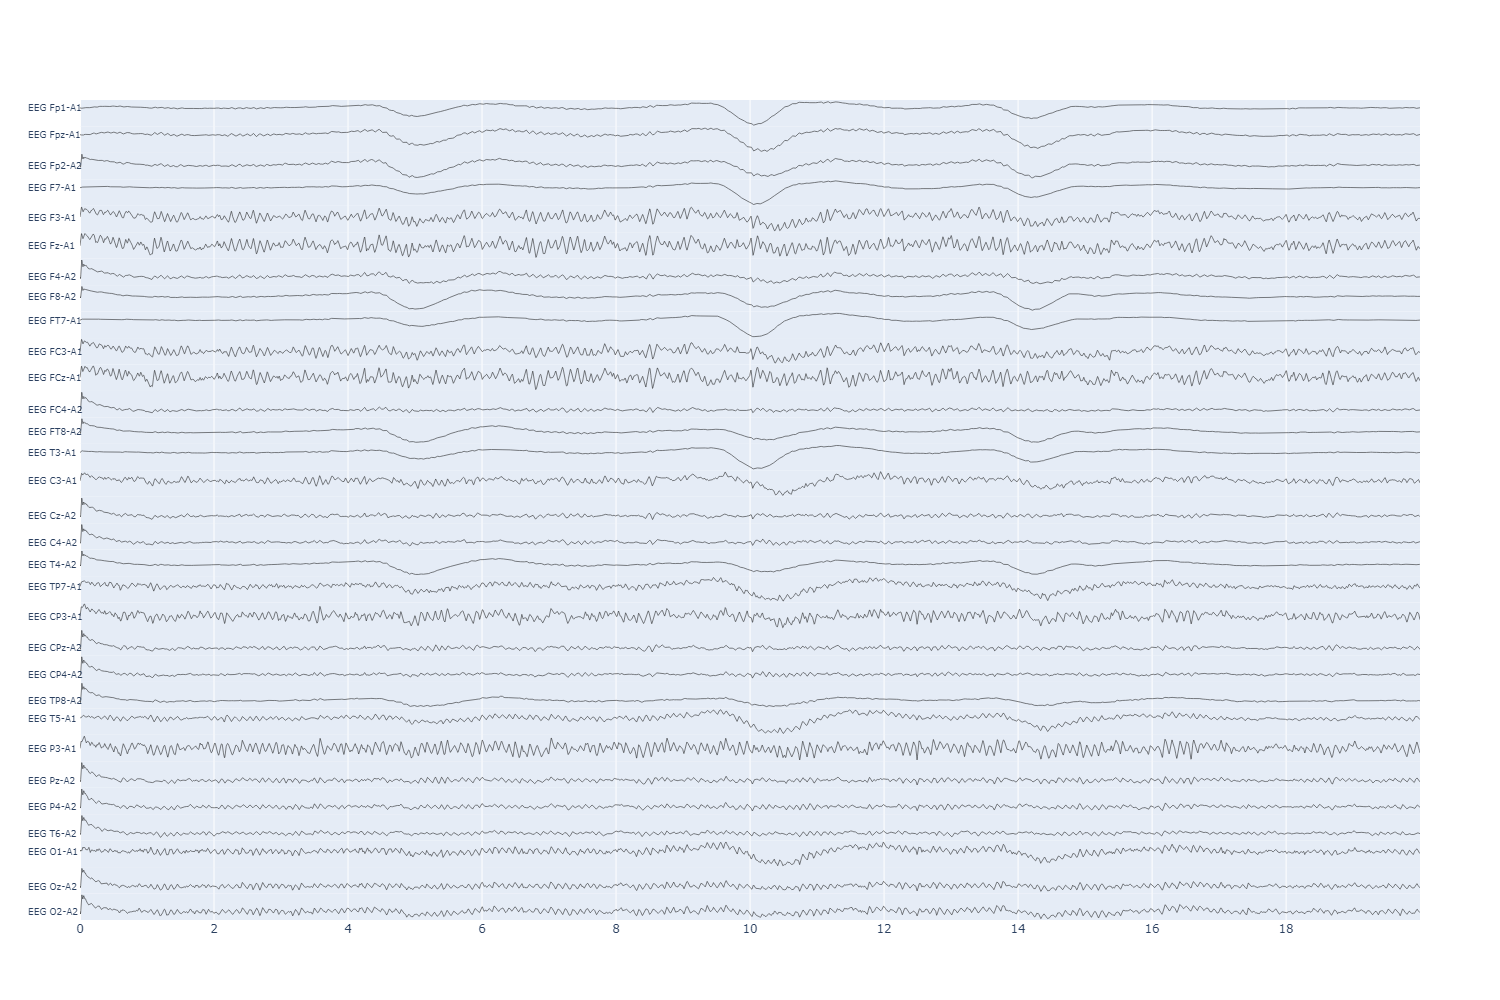 EEG Fp1-A1
EEG Fpz-A1
EEG Fp2-A2
EEG F7-A1
EEG F3-A1
EEG Fz-A1
EEG F4-A2
EEG F8-A2
EEG FT7-A1
EEG FC3-A1
EEG FCz-A1
EEG FC4-A2
EEG FT8-A2
EEG T3-A1
EEG C3-A1
EEG Cz-A2
EEG C4-A2
EEG T4-A2
EEG TP7-A1
EEG CP3-A1
EEG CPz-A2
EEG CP4-A2
EEG TP8-A2
EEG T5-A1
EEG P3-A1
EEG Pz-A2
EEG P4-A2
EEG T6-A2
EEG O1-A1
EEG Oz-A2
EEG O2-A2
0 2 4 6 8 10 12 14 16 18